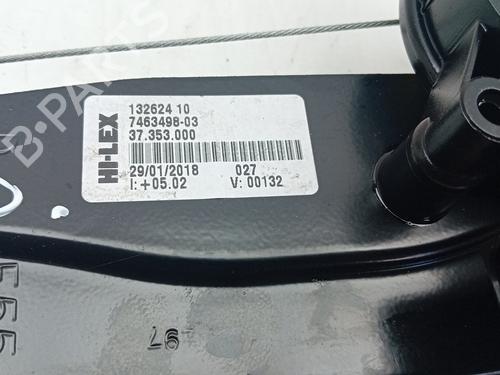 B-PARTS
HI-LEX
132624 10
7463498-03
37.353.000
29/01/2018 027
I: +05.02 V: 00132